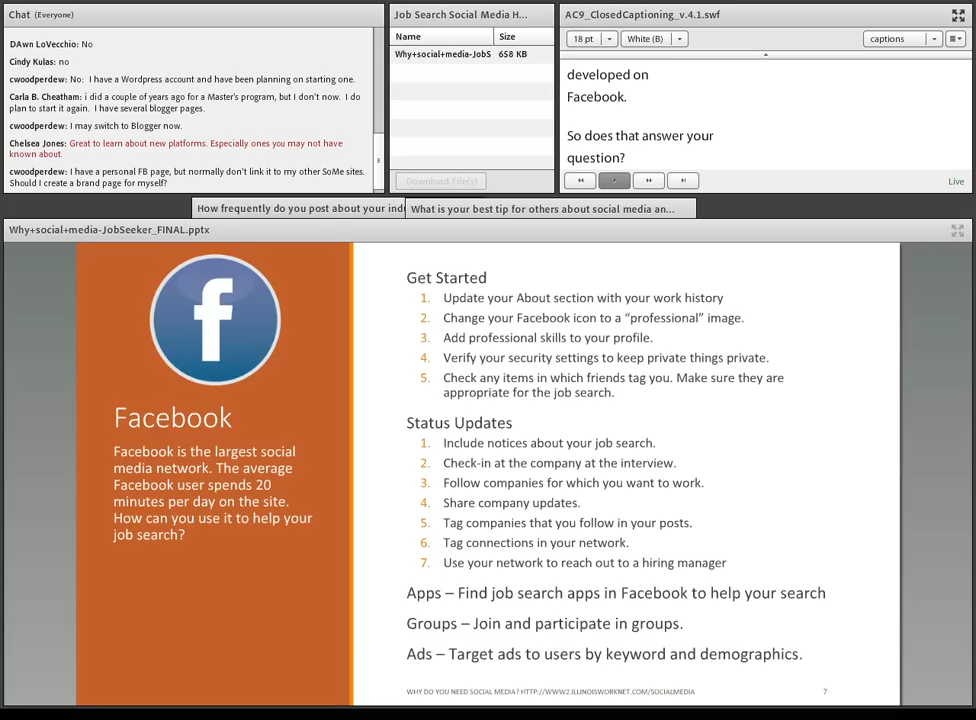 Chat (Everyone)
DAwn LoVecchio: No
Cindy Kulas: no
cwoodperdew: No: I have a Wordpress account and have been planning on starting one.
Carla B. Cheatham: i did a couple of years ago for a Master's program, but I don't now. I do
plan to start it again. I have several blogger pages.
cwoodperdew: I may switch to Blogger now.
Chelsea Jones: Great to learn about new platforms. Especially ones you may not have
known about.
cwoodperdew: I have a personal FB page, but normally don't link it to my other SoMe sites.
Should I create a brand page for myself?
Job Search Social Media H...
Name Size
Why+social+media-JobS 658 KB
Download File(s)
AC9_ClosedCaptioning_v.4.1.swf
18 pt White (B) captions
developed on
Facebook.
So does that answer your
question?
Live
How frequently do you post about your ind
What is your best tip for others about social media an...
Why+social+media-JobSeeker_FINAL.pptx
f
Facebook
Facebook is the largest social
media network. The average
Facebook user spends 20
minutes per day on the site.
How can you use it to help your
job search?
Get Started
1. Update your About section with your work history
2. Change your Facebook icon to a “professional” image.
3. Add professional skills to your profile.
4. Verify your security settings to keep private things private.
5. Check any items in which friends tag you. Make sure they are
appropriate for the job search.
Status Updates
1. Include notices about your job search.
2. Check-in at the company at the interview.
3. Follow companies for which you want to work.
4. Share company updates.
5. Tag companies that you follow in your posts.
6. Tag connections in your network.
7. Use your network to reach out to a hiring manager
Apps – Find job search apps in Facebook to help your search
Groups – Join and participate in groups.
Ads – Target ads to users by keyword and demographics.
WHY DO YOU NEED SOCIAL MEDIA? HTTP://WWW2.ILLINOISWORKNET.COM/SOCIALMEDIA 7